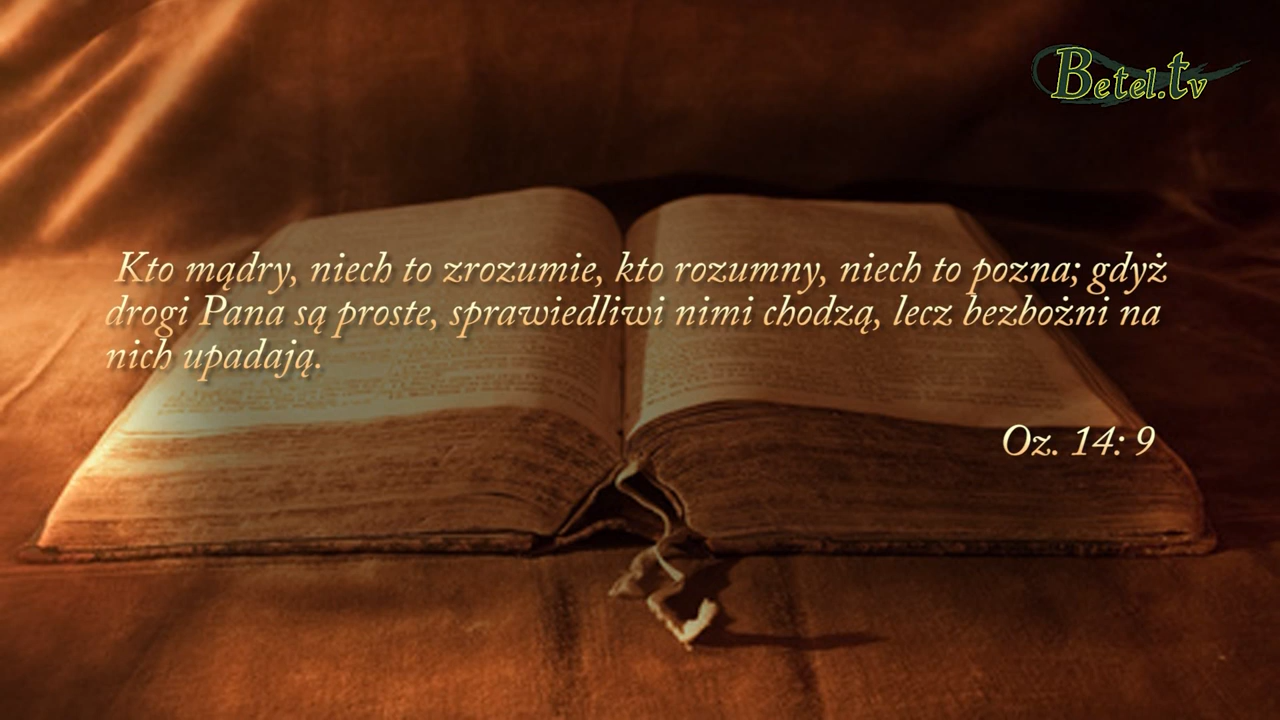 Betel.tv
Kto mądry, niech to zrozumie, kto rozumny, niech to pozna; gdyż
drogi Pana są proste, sprawiedliwi nimi chodzą, lecz bezbożni na
nich upadają.
Oz. 14: 9